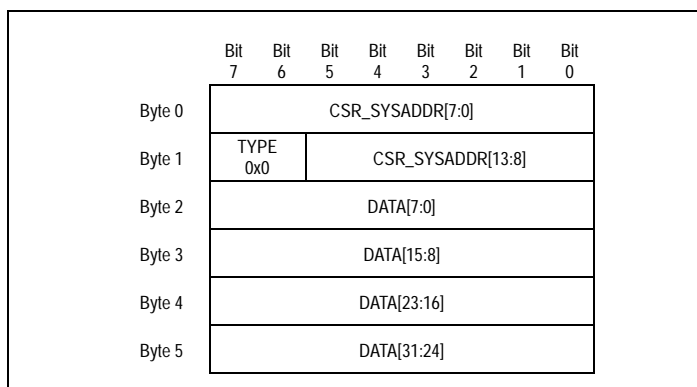 Bit Bit Bit Bit Bit Bit Bit Bit
7 6 5 4 3 2 1 0
Byte 0 CSR_SYSADDR[7:0]
Byte 1 TYPE 0x0 CSR_SYSADDR[13:8]
Byte 2 DATA[7:0]
Byte 3 DATA[15:8]
Byte 4 DATA[23:16]
Byte 5 DATA[31:24]